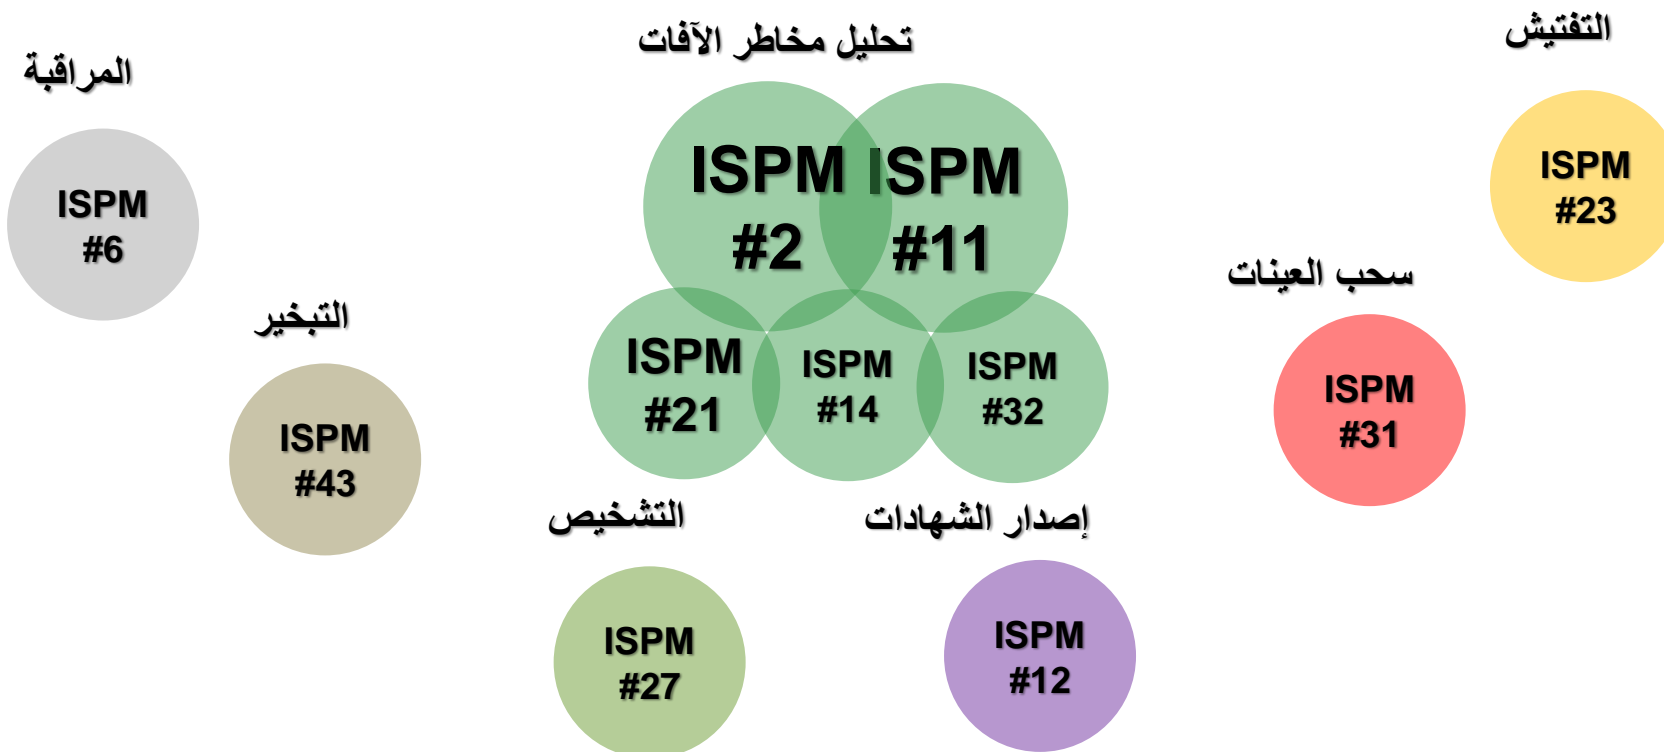 التفتيش
تحليل مخاطر الآفات
المراقبة
ISPM
#2
ISPM
#11
ISPM
#23
ISPM
#6
سحب العينات
التبخير
ISPM
#21
ISPM
#14
ISPM
#32
ISPM
#31
ISPM
#43
التشخيص
إصدار الشهادات
ISPM
#27
ISPM
#12